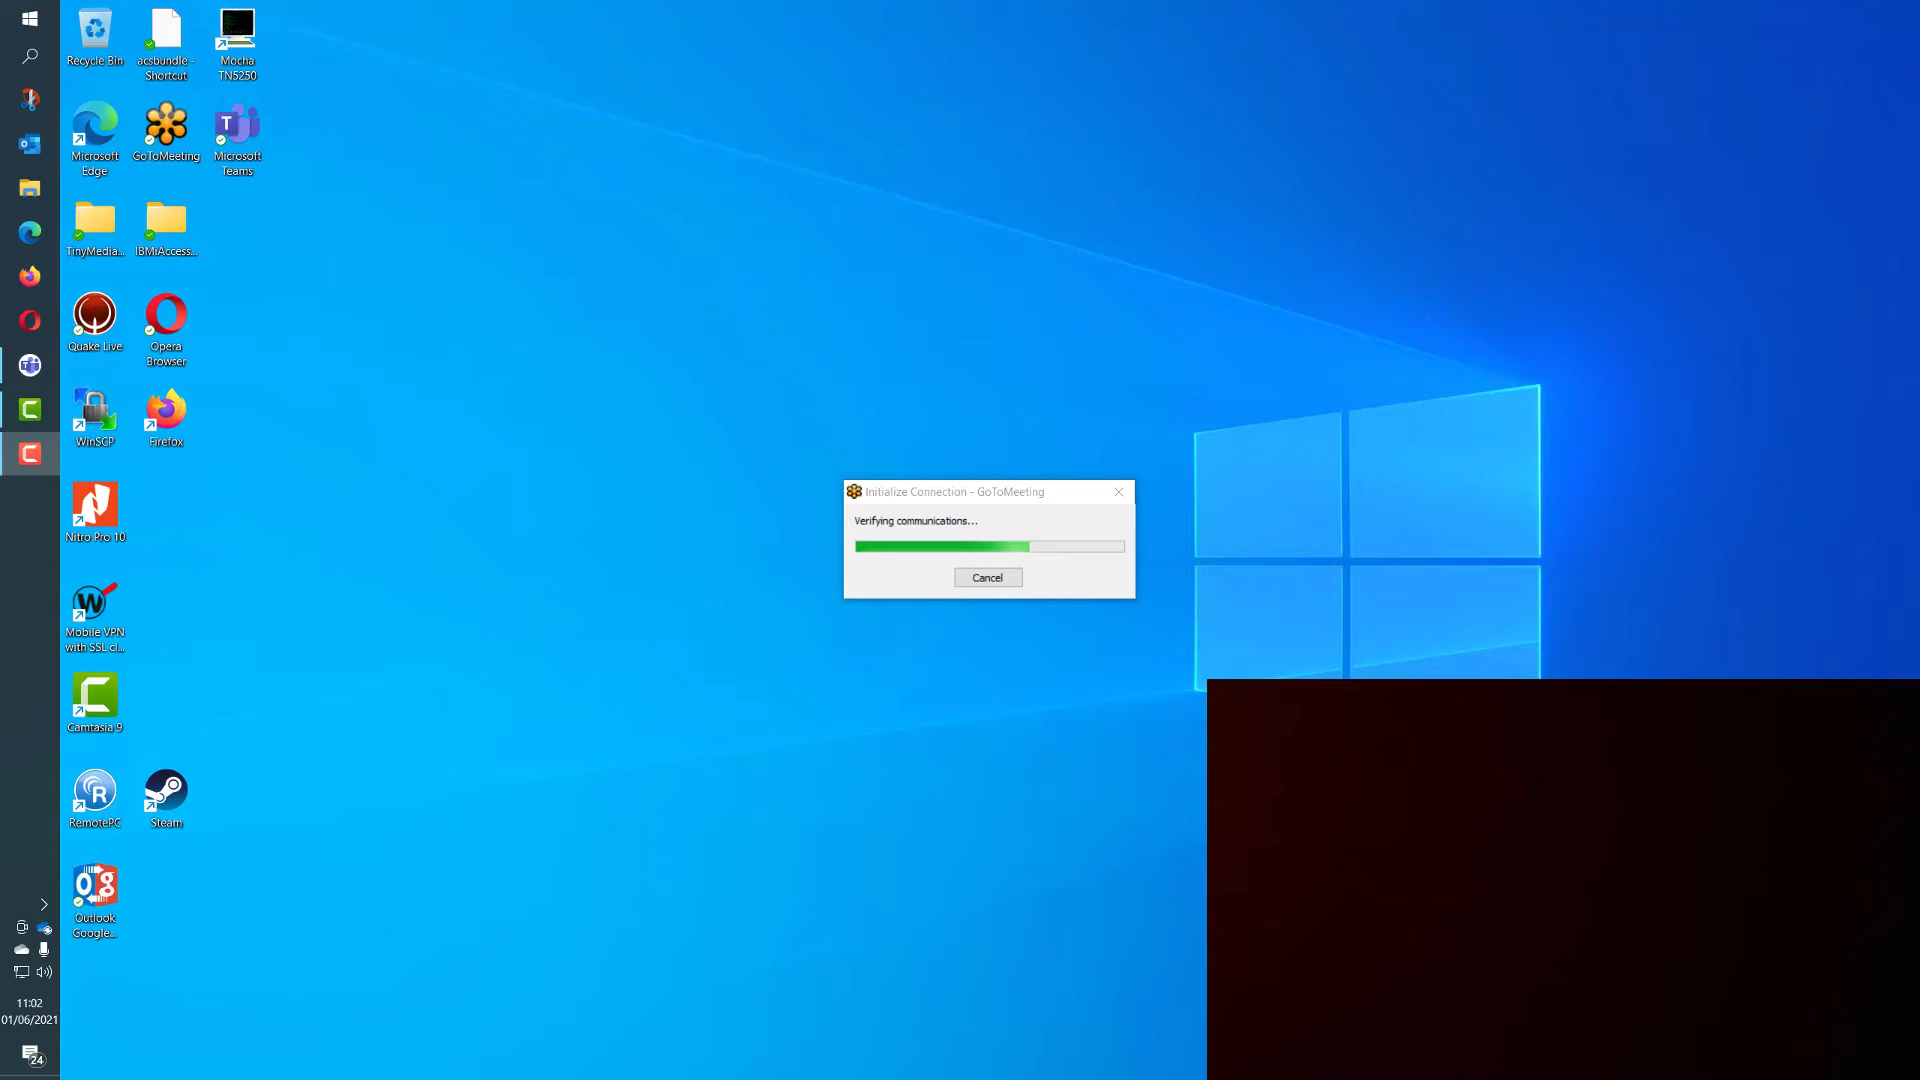 Recycle Bin
acsbundle -
Shortcut
Mocha
TN5250
Microsoft
Edge
GoToMeeting
Microsoft
Teams
TinyMedia...
IBMiAccess...
Quake Live
Opera
Browser
WinSCP
Firefox
Nitro Pro 10
Mobile VPN
with SSL cl...
Camtasia 9
RemotePC
Steam
Outlook
Google...
Initialize Connection - GoToMeeting
Verifying communications...
Cancel
11:02
01/06/2021
24